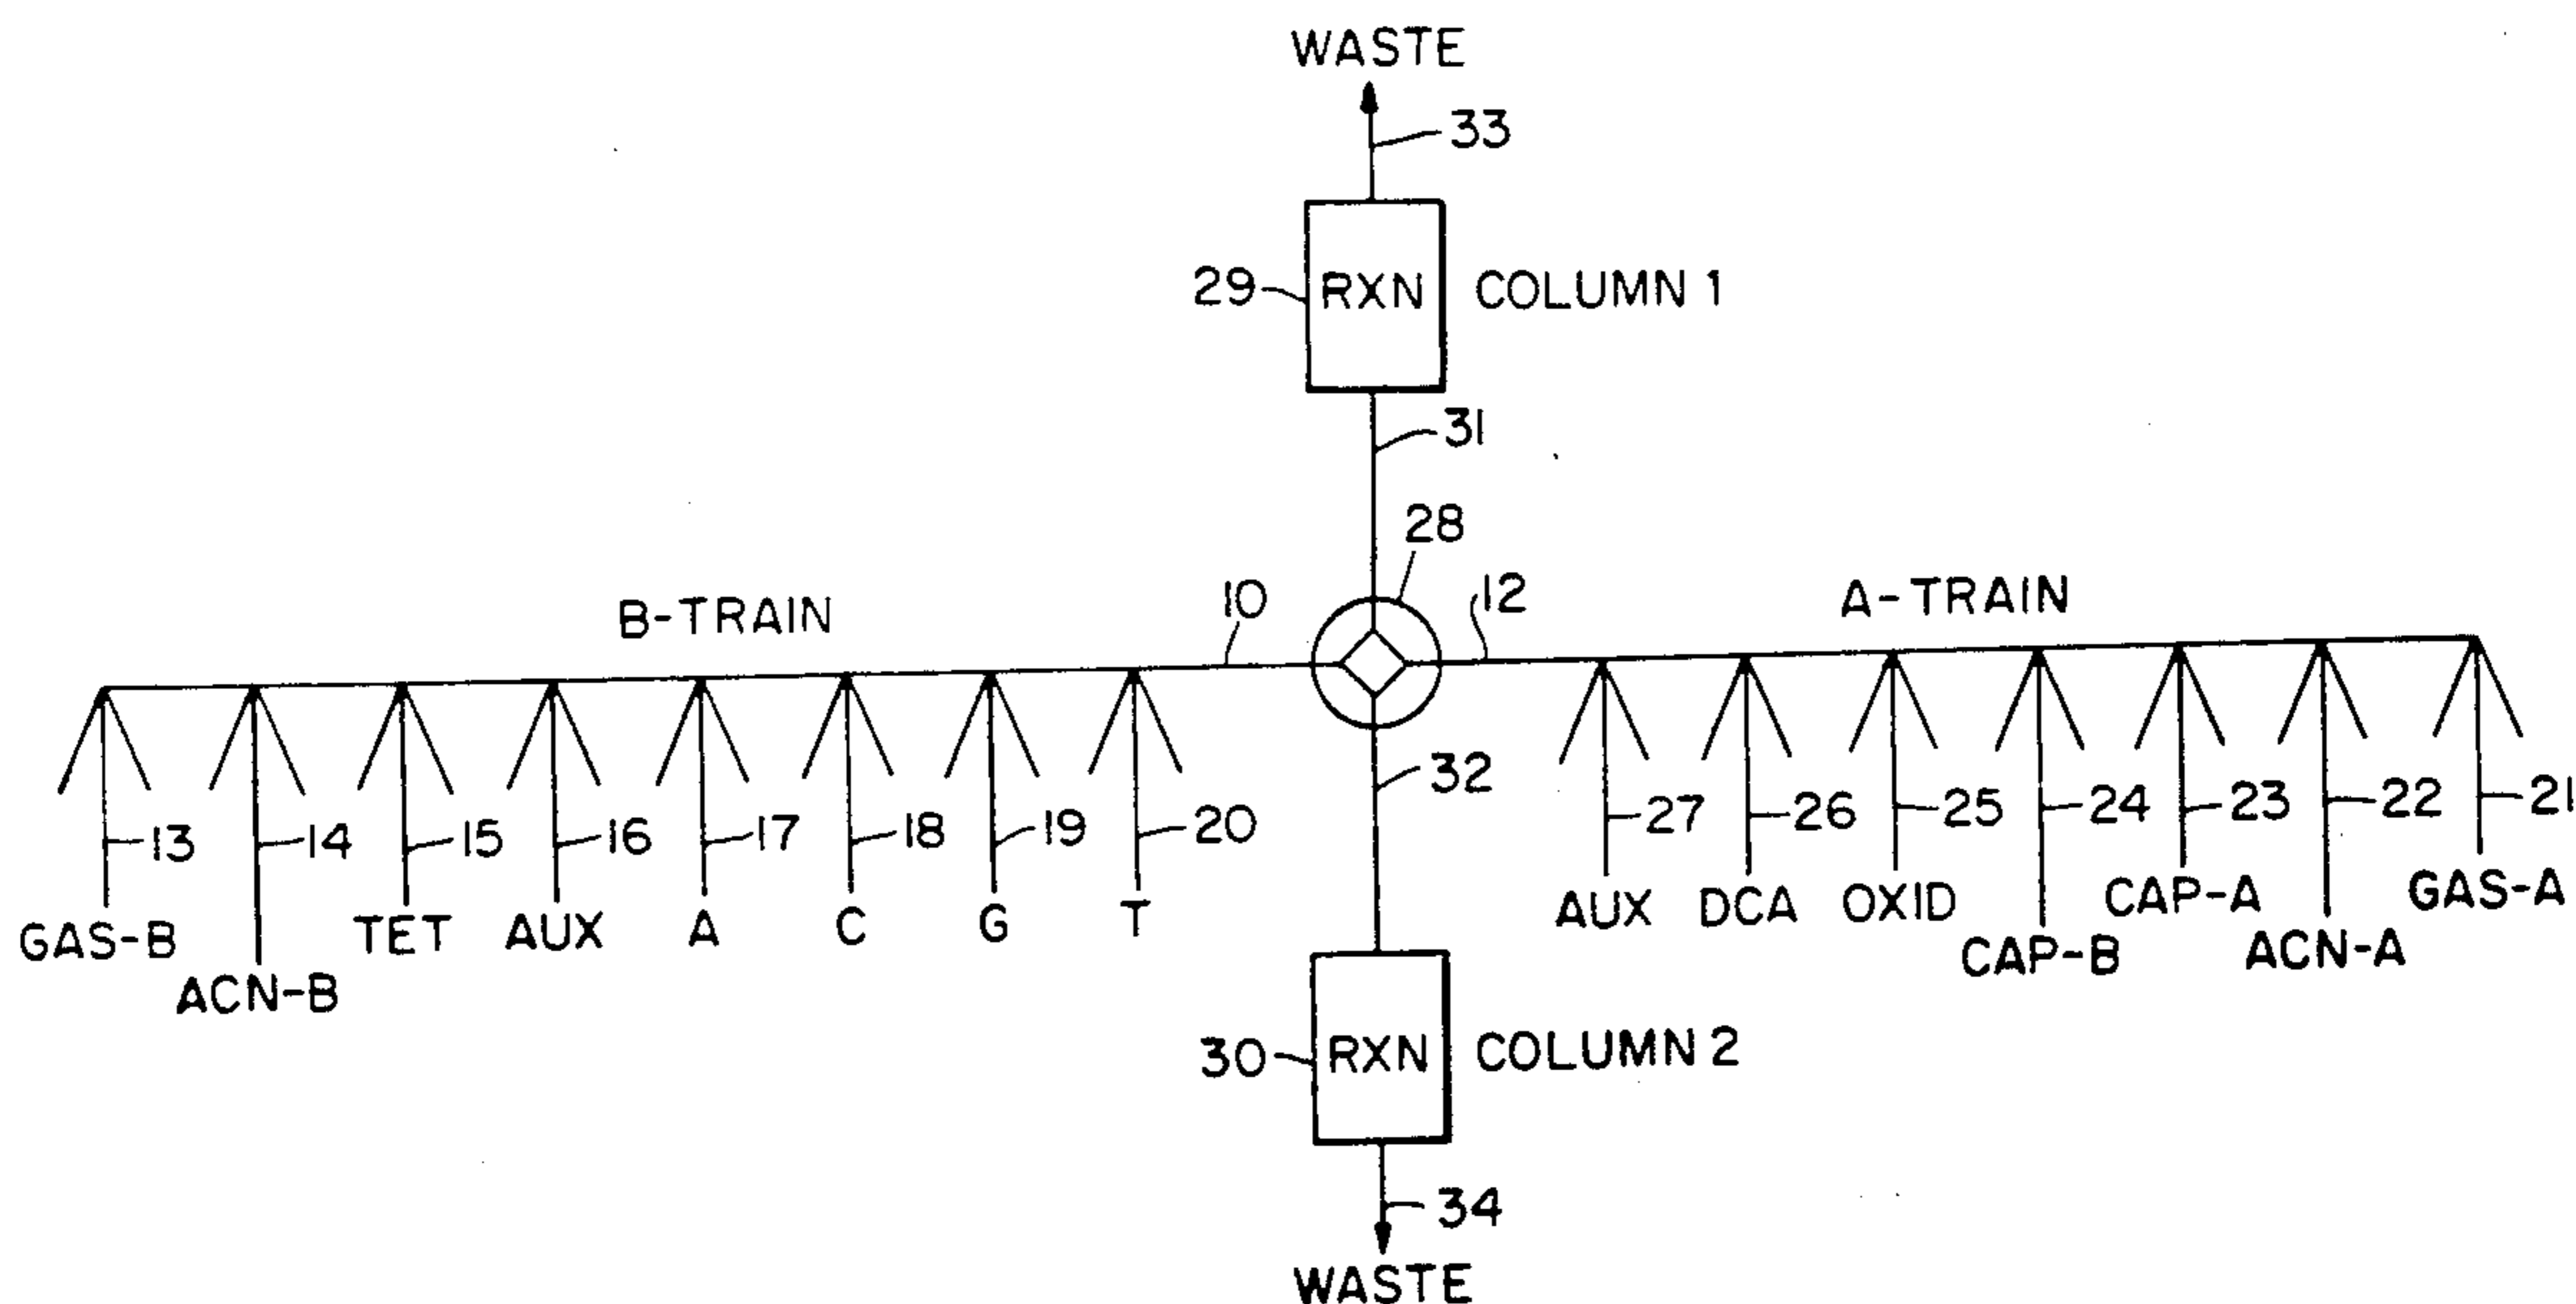 WASTE
33
29 RXN COLUMN 1
31
28
B-TRAIN 10 12 A-TRAIN
32
13 14 15 16 17 18 19 20 27 26 25 24 23 22 21
GAS-B ACN-B TET AUX A C G T AUX DCA OXID CAP-B CAP-A ACN-A GAS-A
30 RXN COLUMN 2
34
WASTE